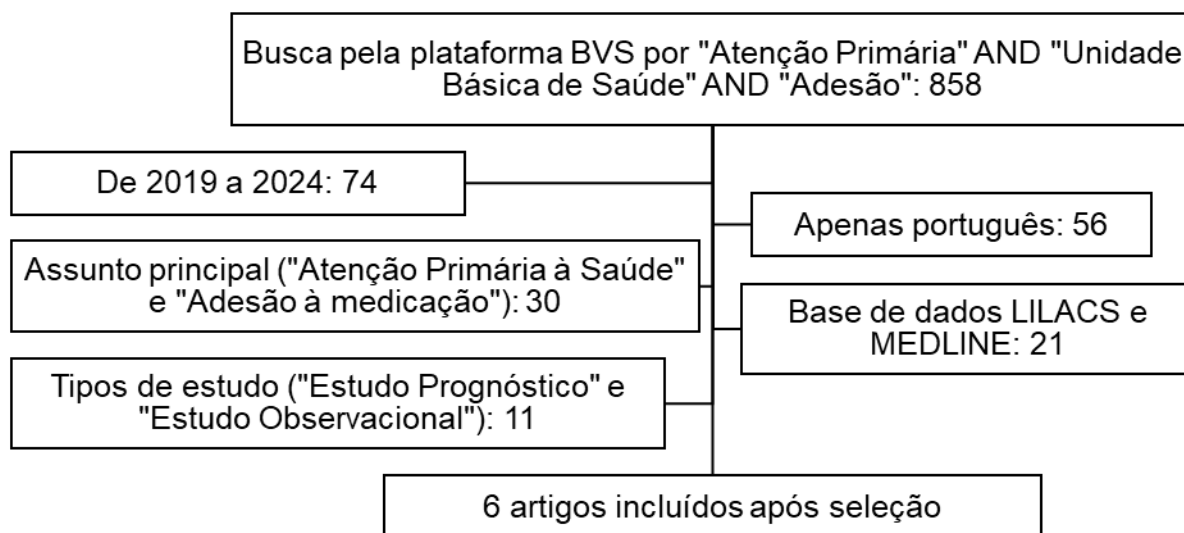 Busca pela plataforma BVS por "Atenção Primária" AND "Unidade
Básica de Saúde" AND "Adesão": 858
De 2019 a 2024: 74
Apenas português: 56
Assunto principal ("Atenção Primária à Saúde"
e "Adesão à medicação"): 30
Base de dados LILACS e
MEDLINE: 21
Tipos de estudo ("Estudo Prognóstico" e
"Estudo Observacional"): 11
6 artigos incluídos após seleção